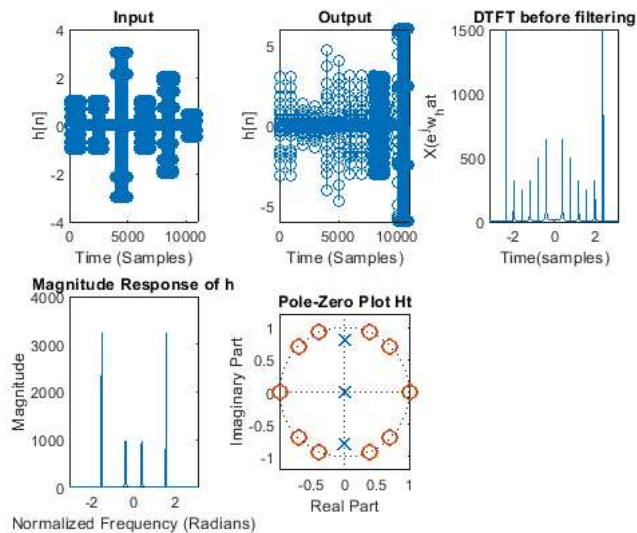 Input
4
2
0
-2
-4
h[n]
0
5000
10000
Time (Samples)
Output
5
0
-5
h[n]
0
5000
10000
Time (Samples)
DTFT before filtering
1500
1000
500
0
X(e^jw_hat
-2
0
2
Time(samples)
Magnitude Response of h
4000
3000
2000
1000
0
Magnitude
-2
0
2
Normalized Frequency (Radians)
Pole-Zero Plot Ht
1
0.5
0
-0.5
-1
Imaginary Part
-0.5
0
0.5
1
Real Part